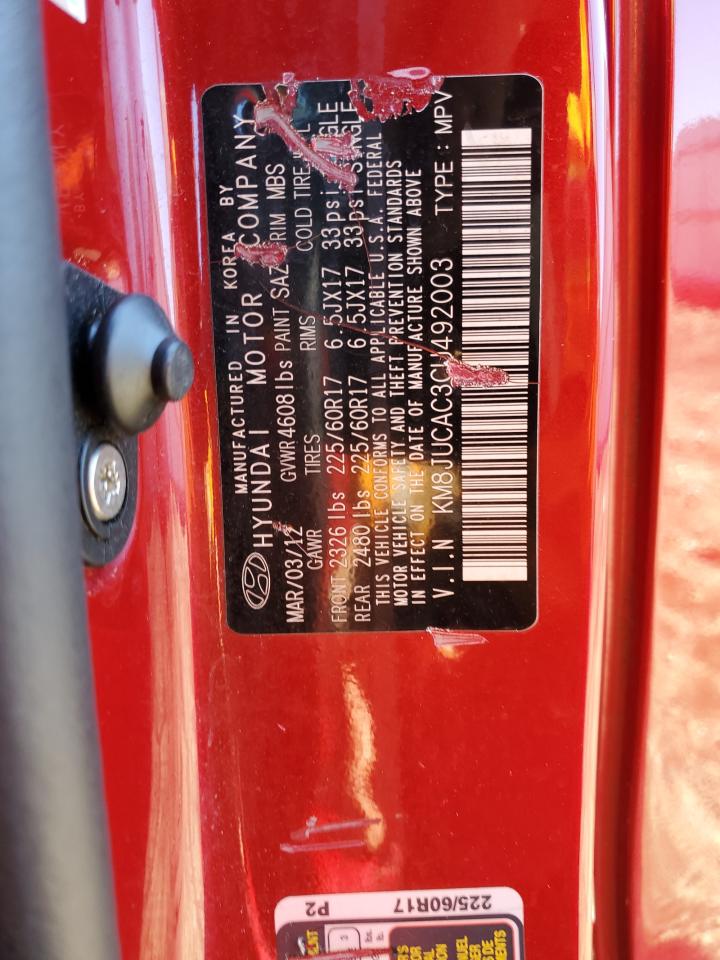 MANUFACTURED IN KOREA BY
HYUNDAI MOTOR COMPANY
MAR/03/12 GVWR 4608 lbs PAINT TRIM MBS
GAWR TIRES RIMS COLD
FRONT 2326 lbs 225/60R17 6.5JX17 33psi
REAR 2480 lbs 225/60R17 6.5JX17 33psi SINGLE
THIS VEHICLE CONFORMS TO ALL APPLICABLE U.S.A. FEDERAL
MOTOR VEHICLE SAFETY AND THEFT PREVENTION STANDARDS
IN EFFECT ON THE DATE OF MANUFACTURE SHOWN ABOVE
V.I.N KM8JUCAC3CU492003 TYPE : MPV
225/60R17
P2